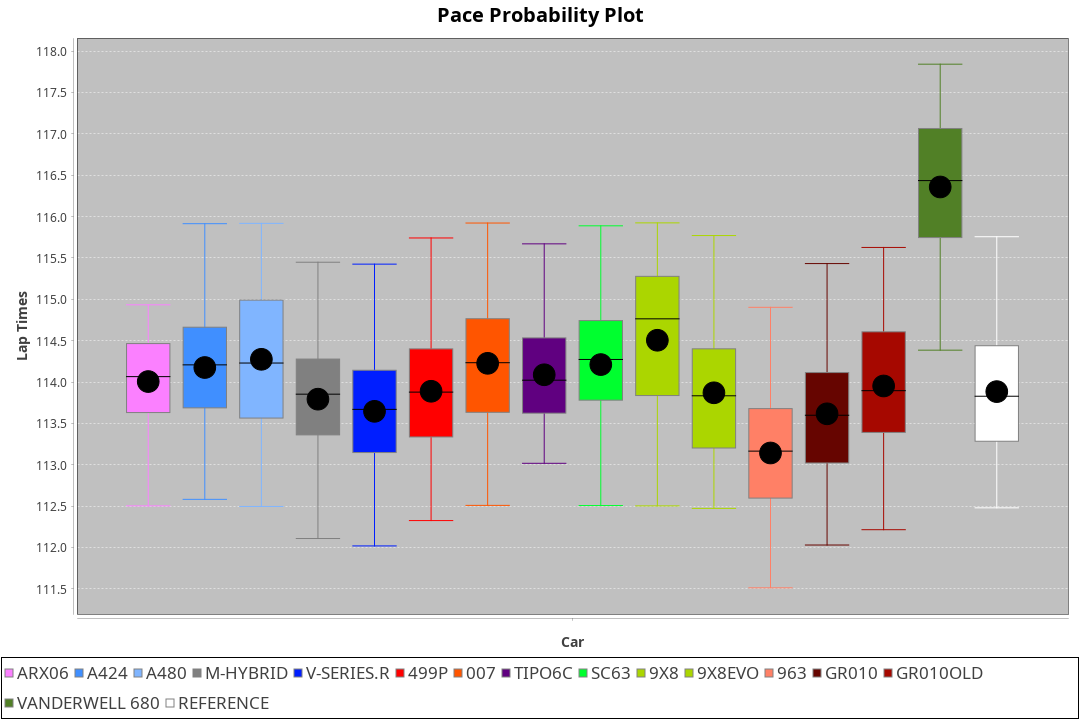 Pace Probability Plot
118.0
117.5
117.0
116.5
116.0
115.5
115.0
114.5
114.0
113.5
113.0
112.5
112.0
111.5
Lap Times
Car
ARX06 A424 A480 M-HYBRID V-SERIES.R 499P 007 TIPO6C SC63 9X8 9X8EVO 963 GR010 GR010OLD
VANDERWELL 680 REFERENCE